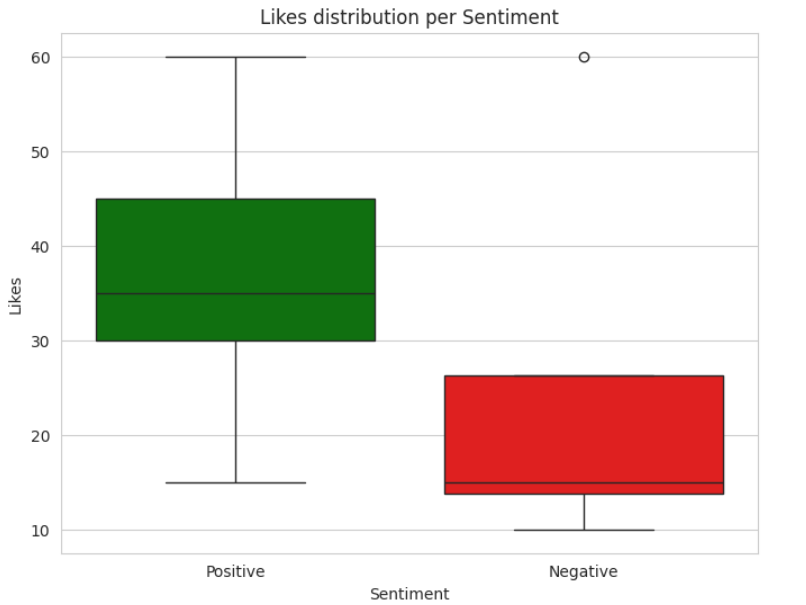 Likes distribution per Sentiment
60
50
40
30
20
10
Likes
Positive
Negative
Sentiment